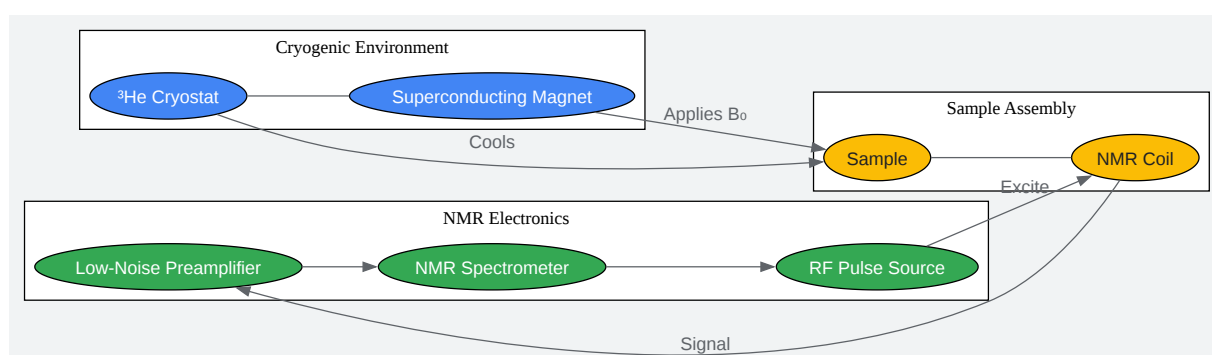 Cryogenic Environment
³He Cryostat
Superconducting Magnet
Applies B₀
Cools
Sample Assembly
Sample
NMR Coil
Excite
NMR Electronics
Low-Noise Preamplifier
NMR Spectrometer
RF Pulse Source
Signal